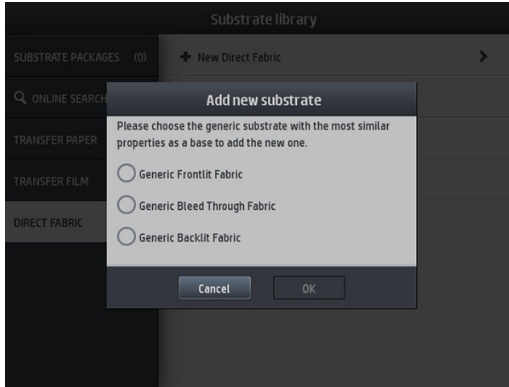 Substrate library
SUBSTRATE PACKAGES (0)
New Direct Fabric
ONLINE SEARCH
TRANSFER PAPER
TRANSFER FILM
DIRECT FABRIC
Add new substrate
Please choose the generic substrate with the most similar
properties as a base to add the new one.
Generic Frontlit Fabric
Generic Bleed Through Fabric
Generic Backlit Fabric
Cancel
OK